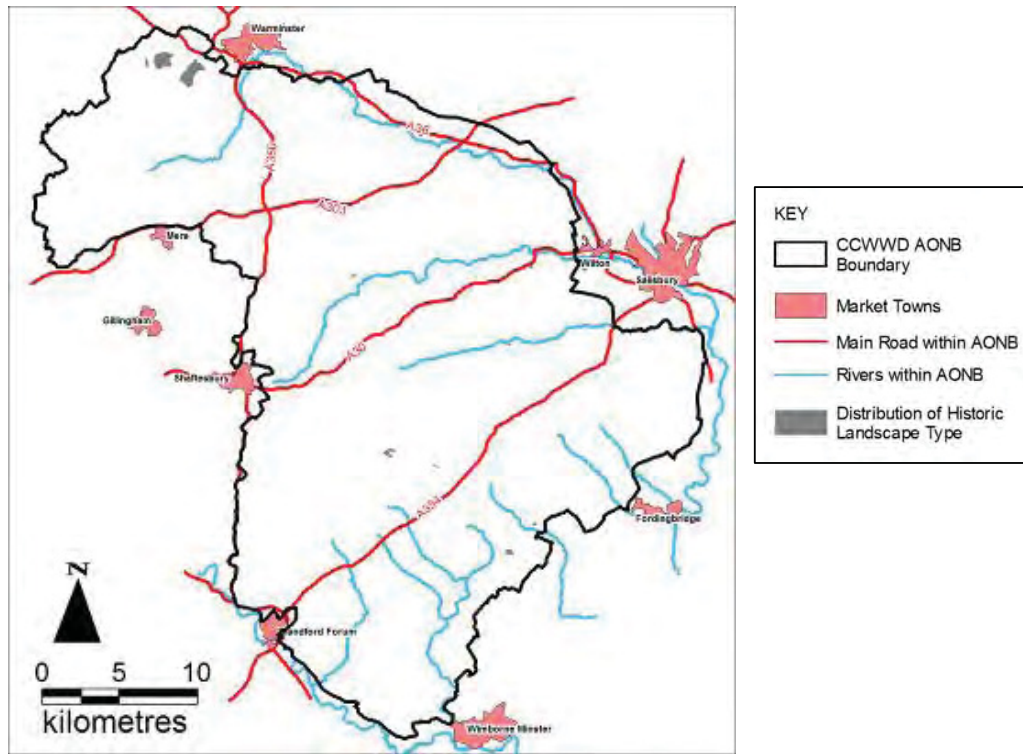 Warminster
A36
A350
A303
Mere
Wilton
Salisbury
Gillingham
A30
Shaftesbury
A354
Fordingbridge
Blandford Forum
Wimborne Minster
N
0 5 10
kilometres
KEY
CCWWD AONB
Boundary
Market Towns
Main Road within AONB
Rivers within AONB
Distribution of Historic
Landscape Type